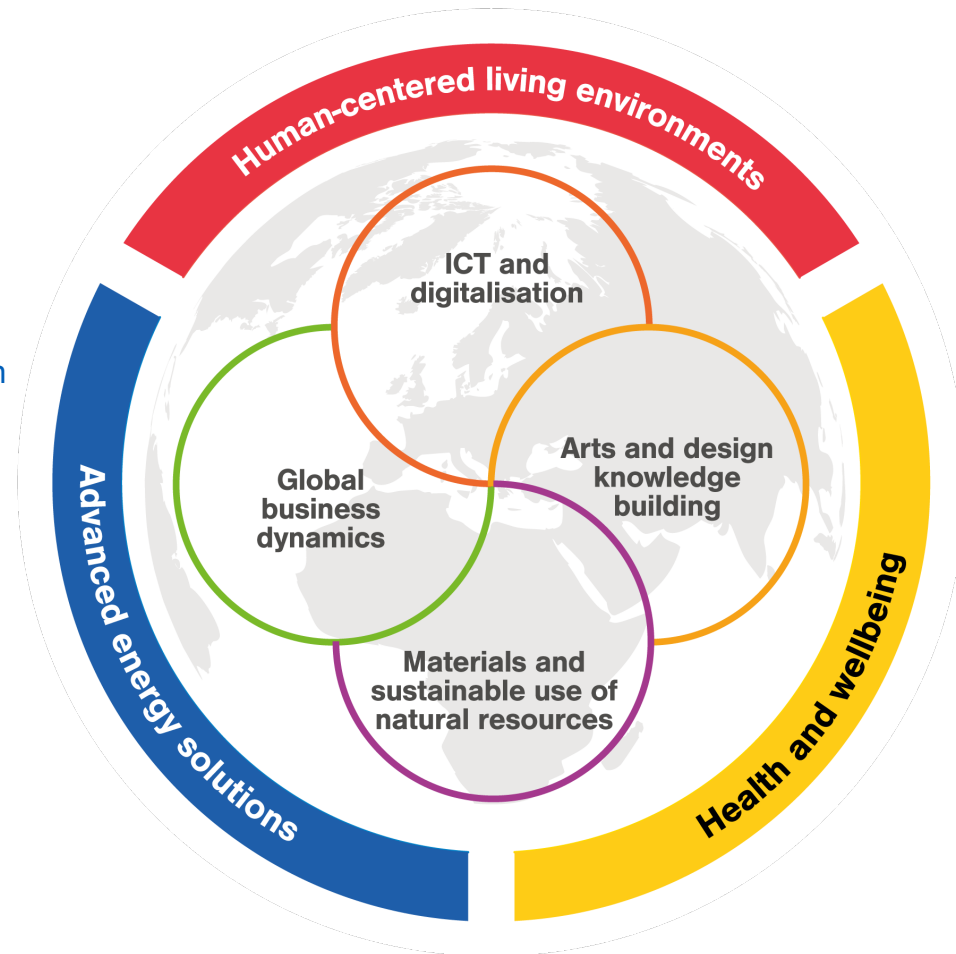 Human-centered living environments
ICT and
digitalisation
Arts and design
knowledge
building
Global
business
dynamics
Materials and
sustainable use of
natural resources
Advanced energy solutions
Health and wellbeing